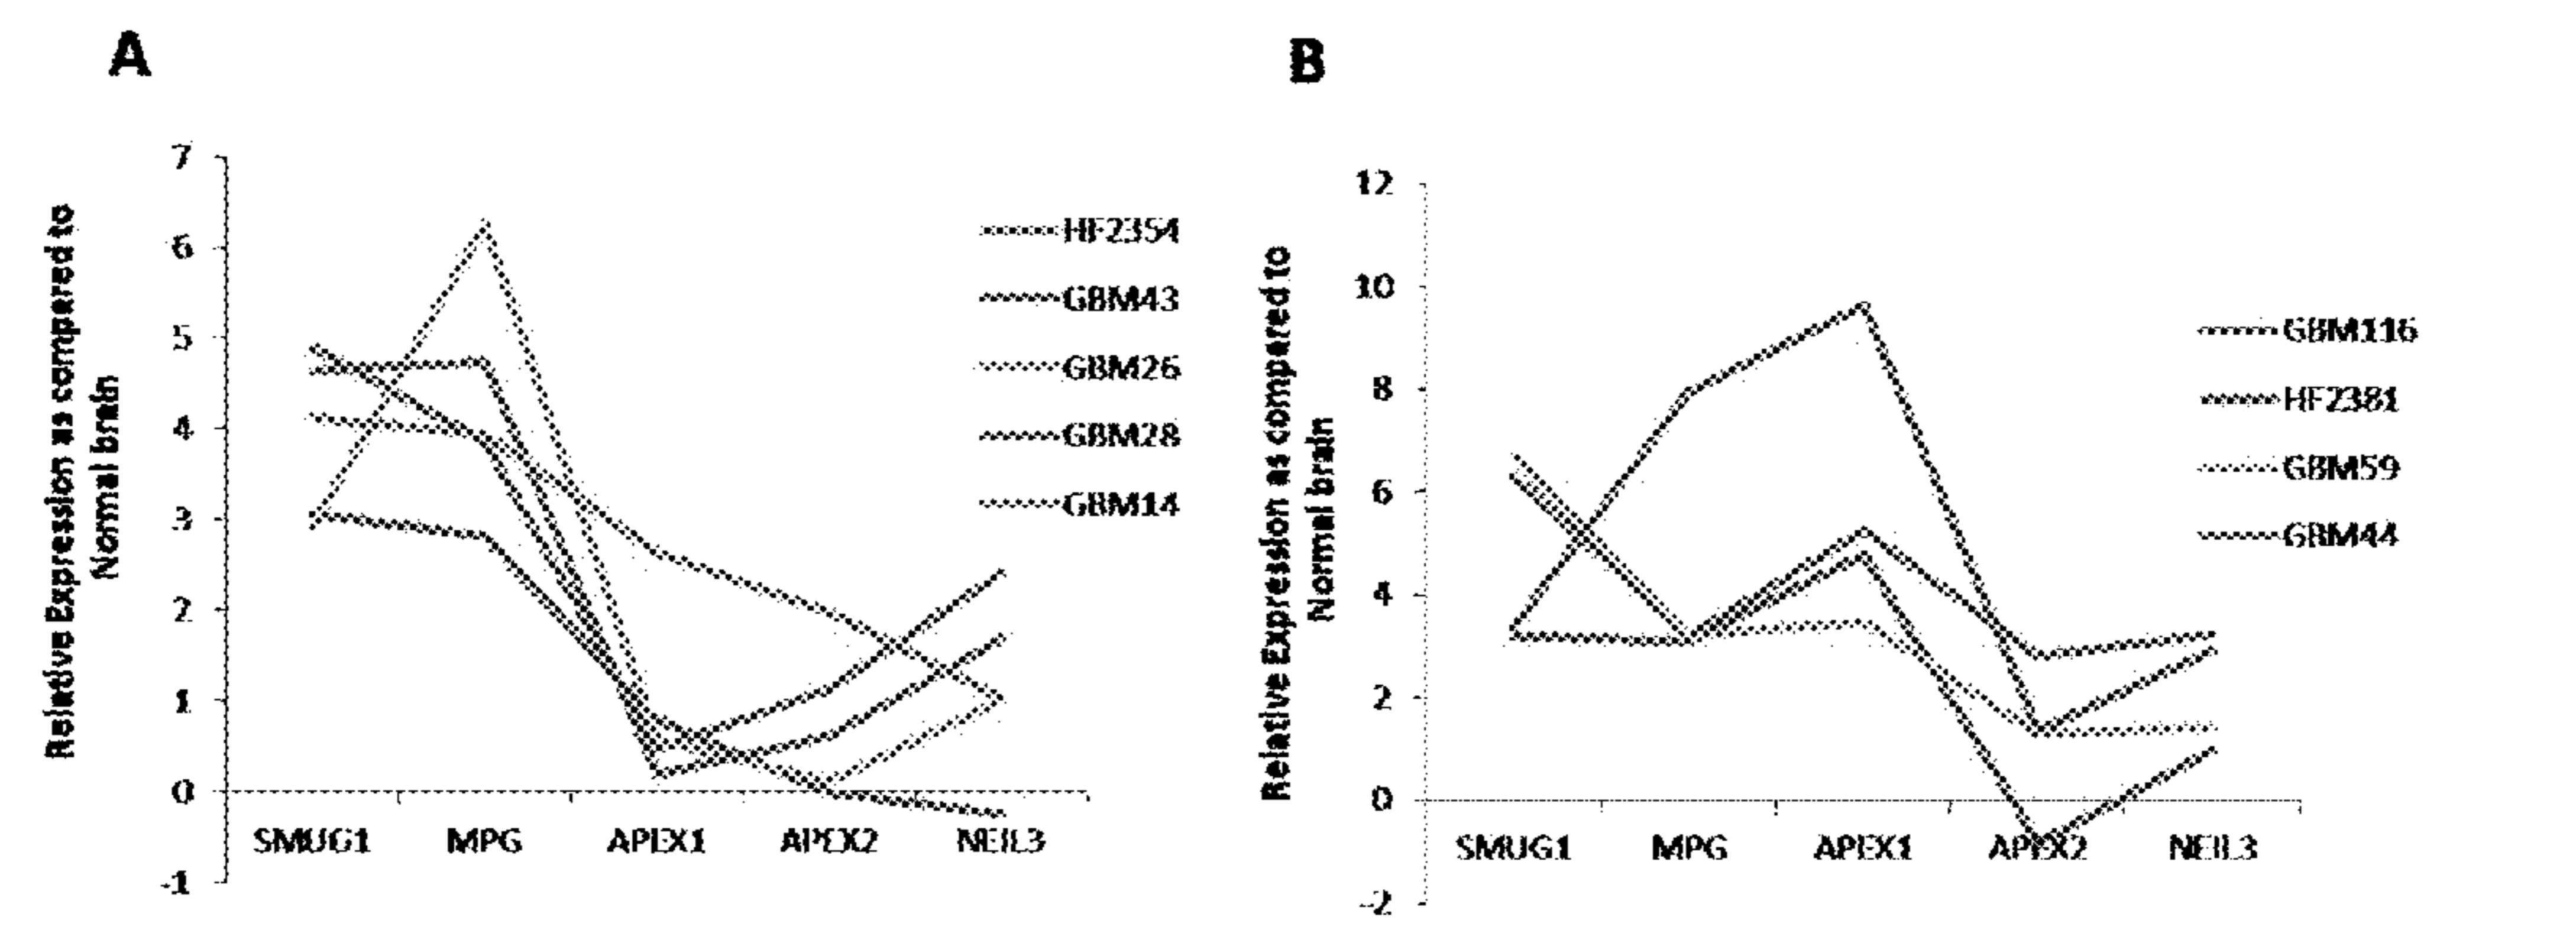 A
Relative Expression as compared to
Normal brain
7
6
5
4
3
2
1
0
-1
SMUG1 MPG APEX1 APEX2 NEIL3
HF2354
GBM43
GBM26
GBM28
GBM14
B
Relative Expression as compared to
Normal brain
12
10
8
6
4
2
0
-2
SMUG1 MPG APEX1 APEX2 NEIL3
GBM116
HF2381
GBM59
GBM44